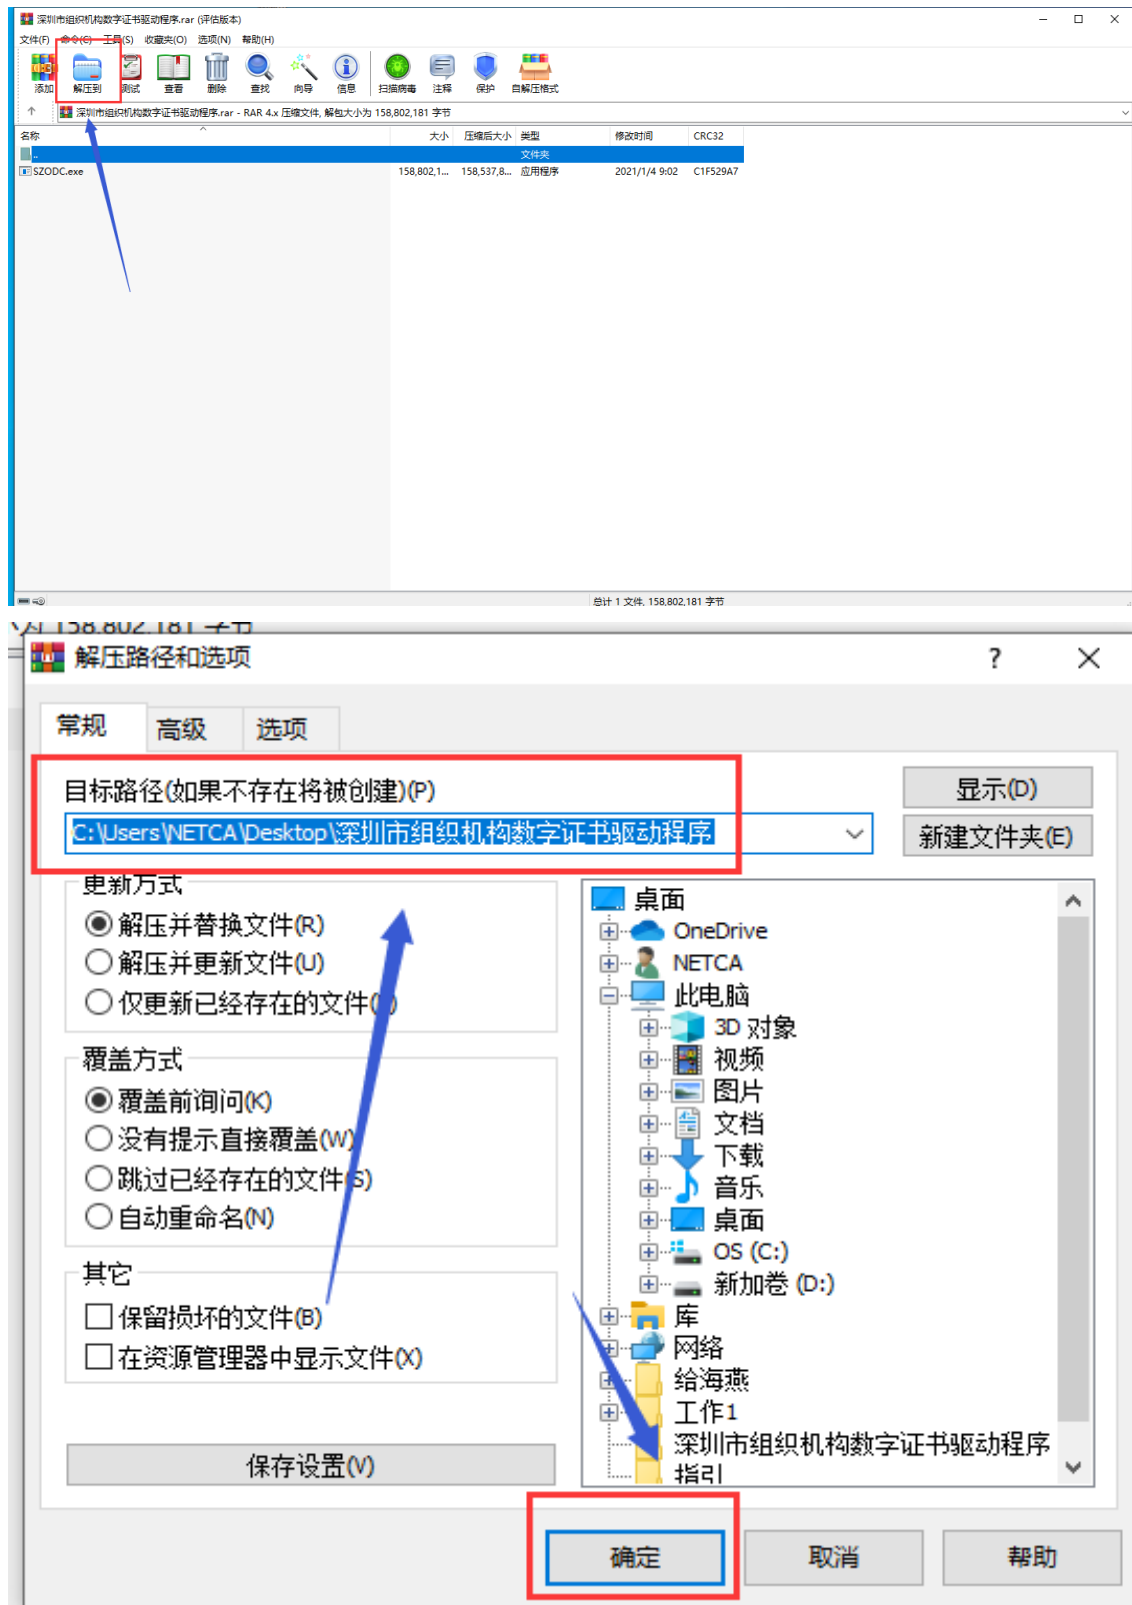 深圳市组织机构数字证书驱动程序.rar (评估版本)
文件(F) 命令(C) 工具(S) 收藏夹(O) 选项(N) 帮助(H)
添加 解压到 测试 查看 删除 查找 向导 信息 扫描病毒 注释 保护 自解压格式
深圳市组织机构数字证书驱动程序.rar - RAR 4.x 压缩文件, 解包大小为 158,802,181 字节
名称 大小 压缩后大小 类型 修改时间 CRC32
.. 文件夹
SZODC.exe 158,802,1... 158,537,8... 应用程序 2021/1/4 9:02 C1F529A7
总计 1 文件, 158,802,181 字节
为 158,802,181 字节
解压路径和选项 ?
常规 高级 选项
目标路径(如果不存在将被创建)(P)
显示(D)
C:\Users\NETCA\Desktop\深圳市组织机构数字证书驱动程序
新建文件夹(E)
更新方式
解压并替换文件(R)
解压并更新文件(U)
仅更新已经存在的文件
覆盖方式
覆盖前询问(K)
没有提示直接覆盖(W)
跳过已经存在的文件(S)
自动重命名(N)
其它
保留损坏的文件(B)
在资源管理器中显示文件(X)
保存设置(V)
桌面
OneDrive
NETCA
此电脑
3D 对象
视频
图片
文档
下载
音乐
桌面
OS (C:)
新加卷 (D:)
库
网络
给海燕
工作1
深圳市组织机构数字证书驱动程序
指引
确定 取消 帮助